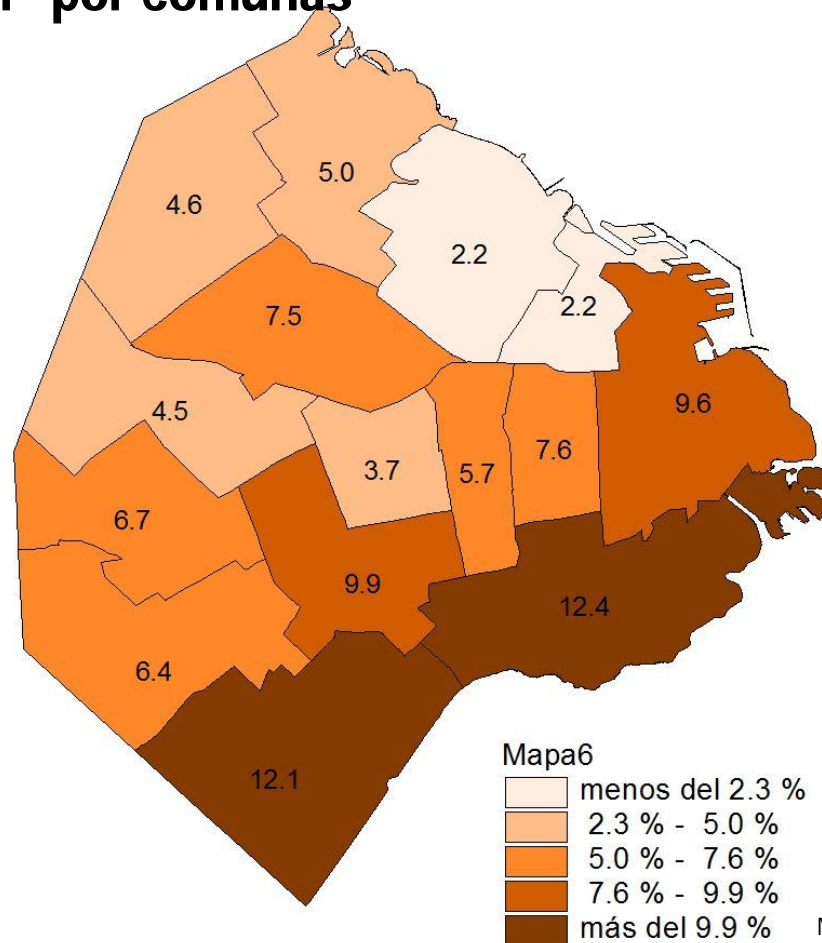 por comunas
5.0
4.6
2.2
2.2
7.5
9.6
4.5
7.6
3.7
5.7
6.7
9.9
12.4
6.4
12.1
Mapa6
menos del 2.3 %
2.3 % - 5.0 %
5.0 % - 7.6 %
7.6 % - 9.9 %
más del 9.9 %